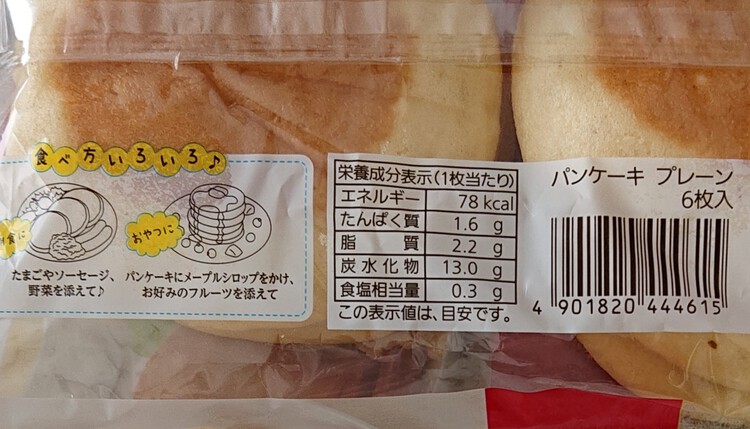 食べ方いろいろ♪
食に
たまごやソーセージ、
野菜を添えて♪
おやつに
パンケーキにメープルシロップをかけ、
お好みのフルーツを添えて
栄養成分表示(1枚当たり)
エネルギー 78 kcal
たんぱく質 1.6 g
脂質 2.2 g
炭水化物 13.0 g
食塩相当量 0.3 g
この表示値は、目安です。
パンケーキ プレーン
6枚入
4 901820 444615